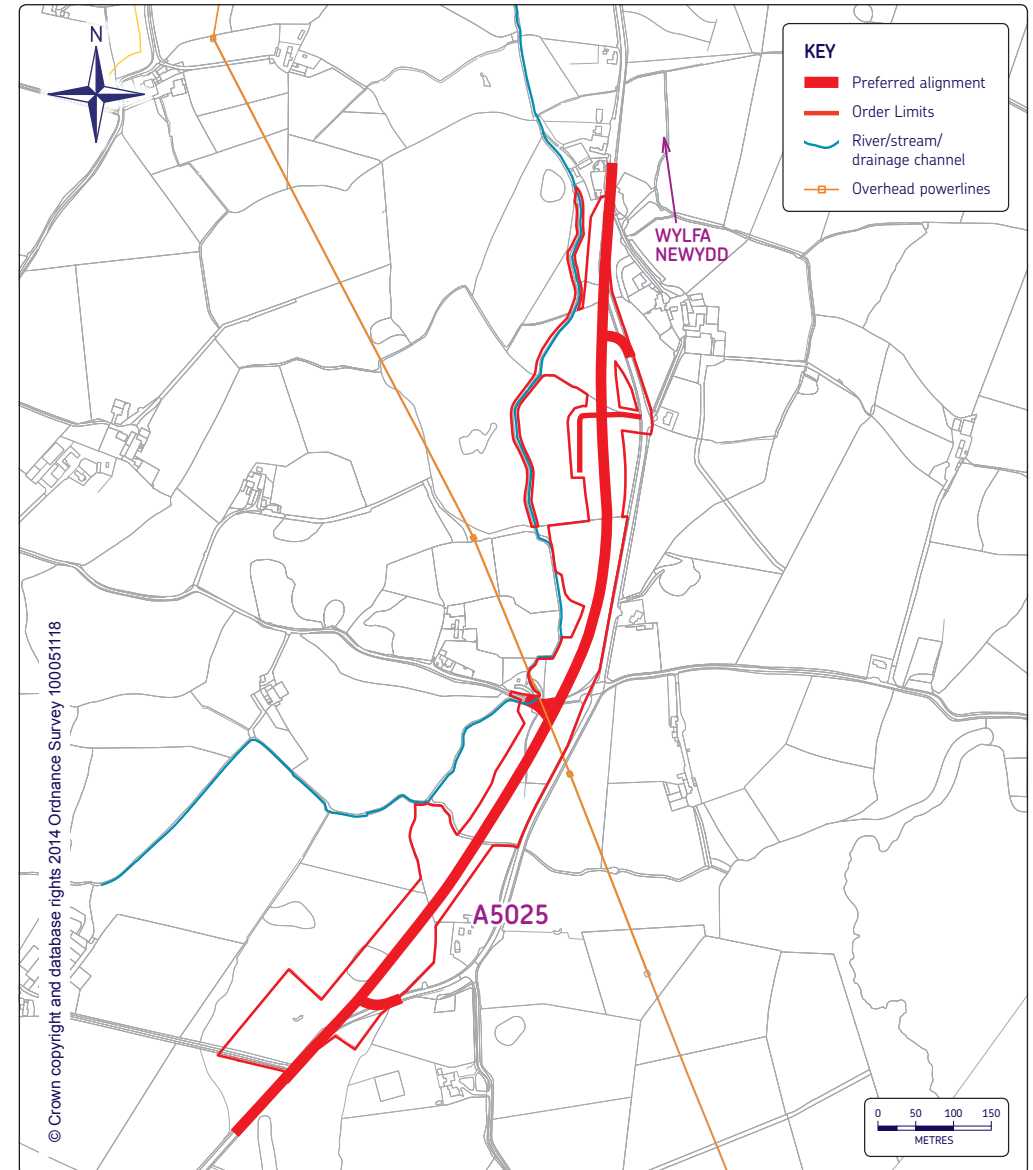 N
KEY
Preferred alignment
Order Limits
River/stream/
drainage channel
Overhead powerlines
WYLFA
NEWYDD
© Crown copyright and database rights 2014 Ordnance Survey 100051118
A5025
0 50 100 150
METRES